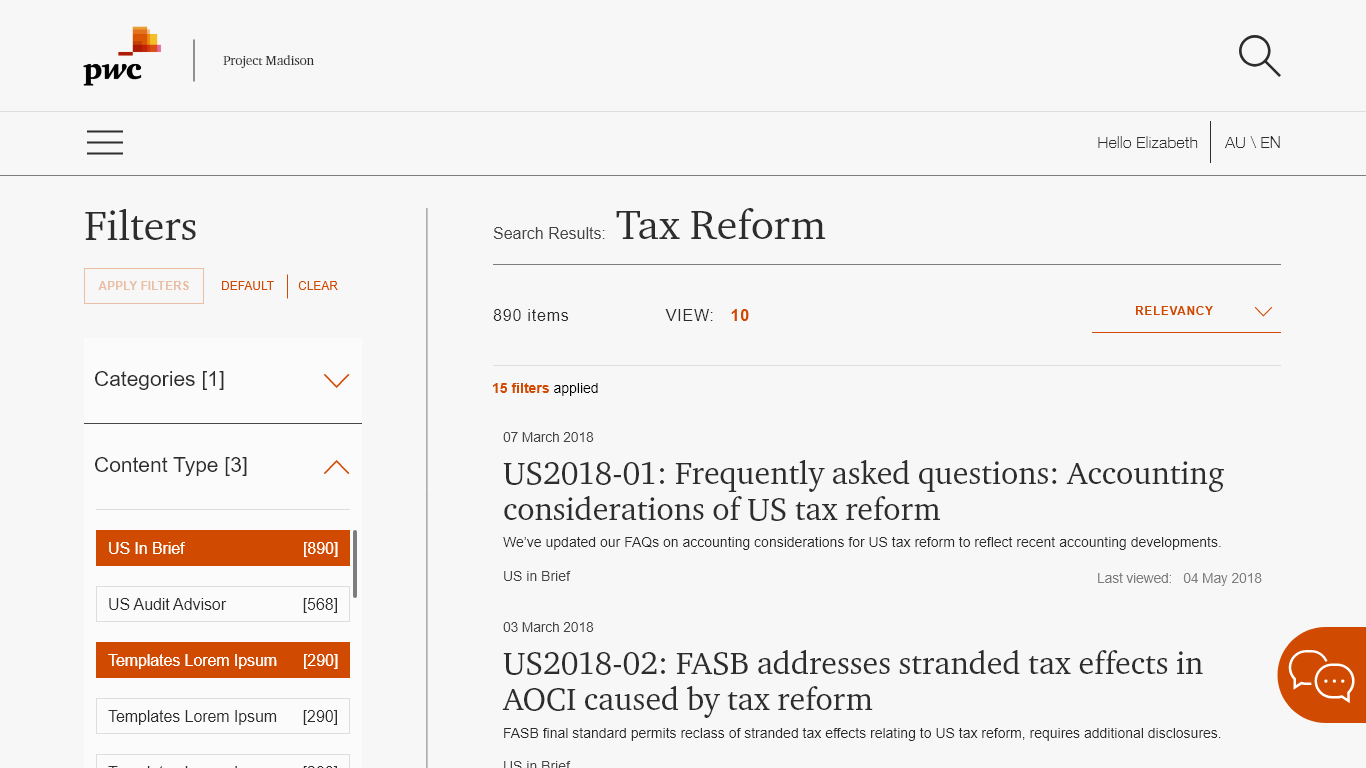 pwc
Project Madison
Hello Elizabeth
AU \ EN
Filters
APPLY FILTERS
DEFAULT
CLEAR
Categories [1]
Content Type [3]
US In Brief [890]
US Audit Advisor [568]
Templates Lorem Ipsum [290]
Templates Lorem Ipsum [290]
Search Results: Tax Reform
890 items
VIEW: 10
RELEVANCY
15 filters applied
07 March 2018
US2018-01: Frequently asked questions: Accounting
considerations of US tax reform
We've updated our FAQs on accounting considerations for US tax reform to reflect recent accounting developments.
US in Brief
Last viewed: 04 May 2018
03 March 2018
US2018-02: FASB addresses stranded tax effects in
AOCI caused by tax reform
FASB final standard permits reclass of stranded tax effects relating to US tax reform, requires additional disclosures.
US in Brief